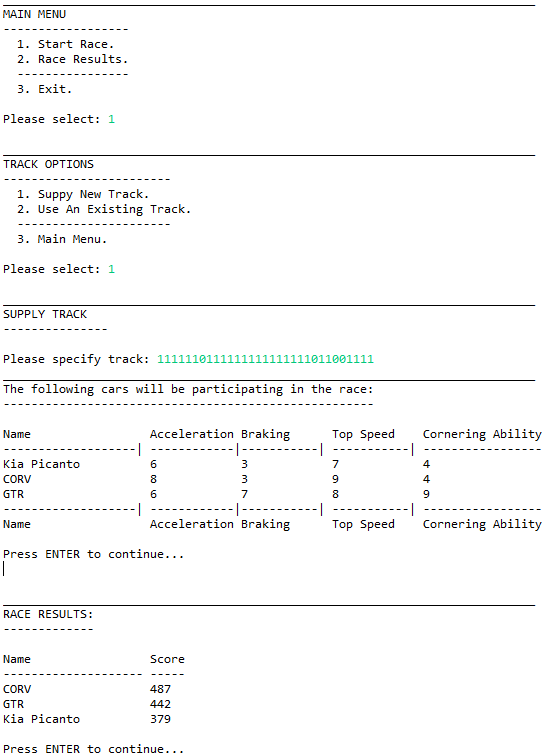 MAIN MENU
------------------
1. Start Race.
2. Race Results.
----------------
3. Exit.
Please select: 1
TRACK OPTIONS
------------------------
1. Suppy New Track.
2. Use An Existing Track.
----------------------
3. Main Menu.
Please select: 1
SUPPLY TRACK
---------------
Please specify track: 1111110111111111111111011001111
The following cars will be participating in the race:
-----------------------------------------------------
Name Acceleration Braking Top Speed Cornering Ability
-------------------| ------------|-----------| -----------| -----------------
Kia Picanto 6 3 7 4
CORV 8 3 9 4
GTR 6 7 8 9
-------------------| ------------|-----------| -----------| -----------------
Name Acceleration Braking Top Speed Cornering Ability
Press ENTER to continue...
RACE RESULTS:
-------------
Name Score
-------------------- -----
CORV 487
GTR 442
Kia Picanto 379
Press ENTER to continue...